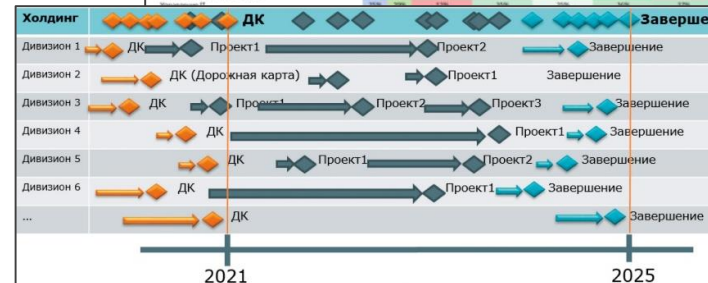 Холдинг ДК Заверше
Дивизион 1 ДК Проект1 Проект2 Завершение
Дивизион 2 ДК (Дорожная карта) Проект1 Завершение
Дивизион 3 ДК Проект1 Проект2 Проект3 Завершение
Дивизион 4 ДК Проект1 Завершение
Дивизион 5 ДК Проект1 Проект2 Завершение
Дивизион 6 ДК Проект1 Завершение
... ДК Завершение
2021 2025